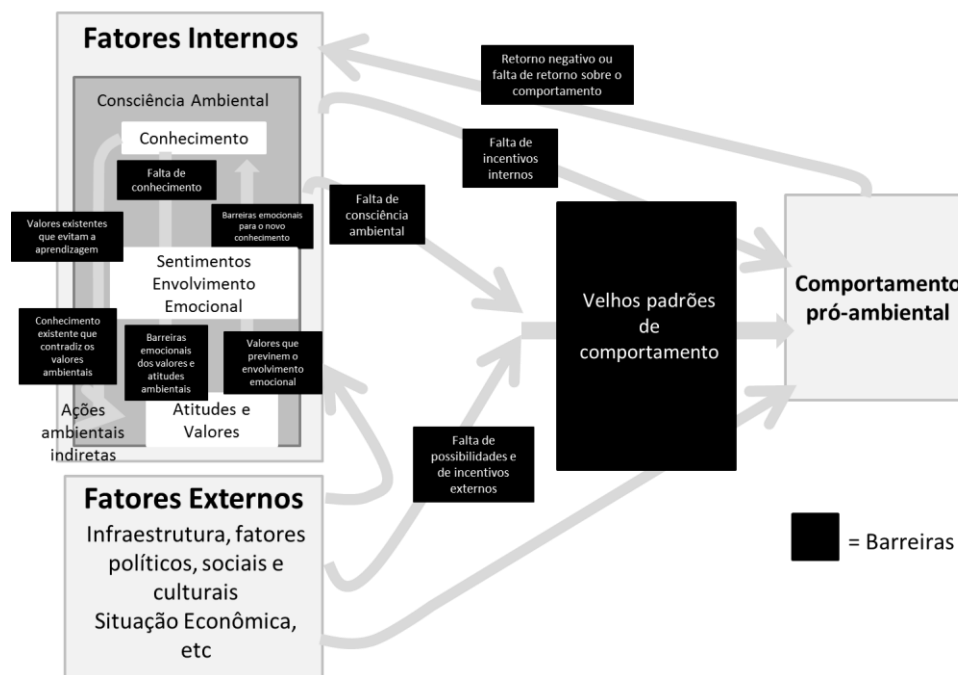 Fatores Internos
Consciência Ambiental
Conhecimento
Falta de
conhecimento
Valores existentes
que evitam a
aprendizagem
Barreiras emocionais
para o novo
conhecimento
Sentimentos
Envolvimento
Emocional
Conhecimento
existente que
contradiz os
valores
ambientais
Barreiras
emocionais
dos valores e
atitudes
ambientais
Valores que
previnem o
envolvimento
emocional
Ações
ambientais
indiretas
Atitudes e
Valores
Retorno negativo ou
falta de retorno sobre o
comportamento
Falta de
incentivos
internos
Falta de
consciência
ambiental
Velhos padrões
de
comportamento
Comportamento
pró-ambiental
Falta de
possibilidades e
de incentivos
externos
Fatores Externos
Infraestrutura, fatores
políticos, sociais e
culturais
Situação Econômica,
etc
= Barreiras